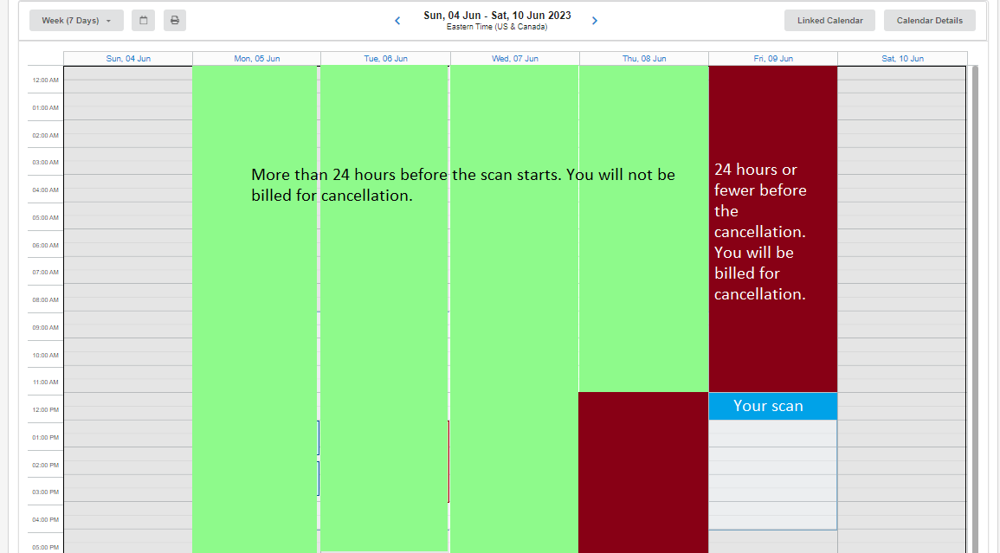 Week (7 Days)
Sun, 04 Jun - Sat, 10 Jun 2023
Eastern Time (US & Canada)
Linked Calendar
Calendar Details
Sun, 04 Jun
Mon, 05 Jun
Tue, 06 Jun
Wed, 07 Jun
Thu, 08 Jun
Fri, 09 Jun
Sat, 10 Jun
12:00 AM
01:00 AM
02:00 AM
03:00 AM
04:00 AM
05:00 AM
06:00 AM
07:00 AM
08:00 AM
09:00 AM
10:00 AM
11:00 AM
12:00 PM
01:00 PM
02:00 PM
03:00 PM
04:00 PM
05:00 PM
More than 24 hours before the scan starts. You will not be
billed for cancellation.
24 hours or
fewer before
the
cancellation.
You will be
billed for
cancellation.
Your scan